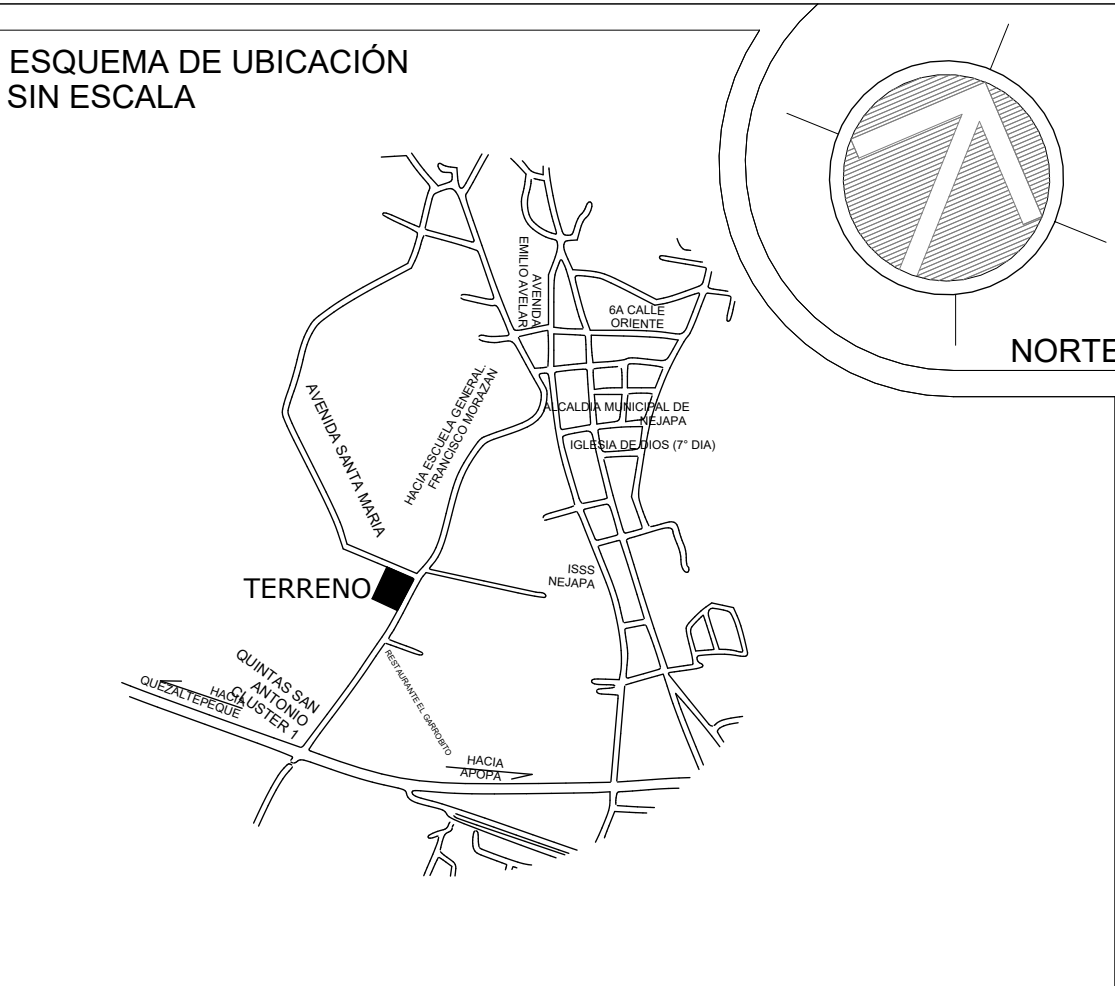 ESQUEMA DE UBICACIÓN
SIN ESCALA
NORTE
AVENIDA
EMILIO AVELAR
6A CALLE
ORIENTE
AVENIDA SANTA MARIA
HACIA ESCUELA GENERAL.
FRANCISCO MORAZAN
ALCALDIA MUNICIPAL DE
NEJAPA
IGLESIA DE DIOS (7° DIA)
ISSS
NEJAPA
TERRENO
QUINTAS SAN
ANTONIO
CLUSTER 1
HACIA
QUEZALTEPEQUE
RESTAURANTE EL GARROBITO
HACIA
APOPA